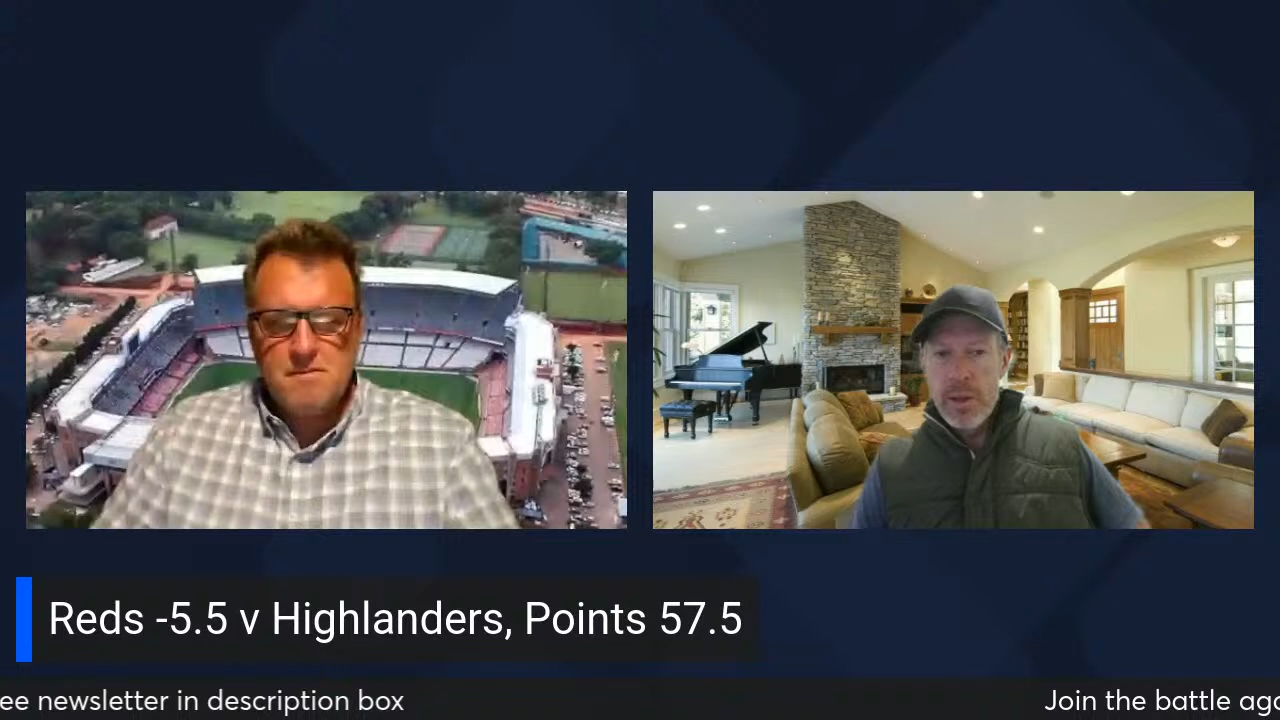 Reds -5.5 v Highlanders, Points 57.5
ee newsletter in description box
Join the battle aga